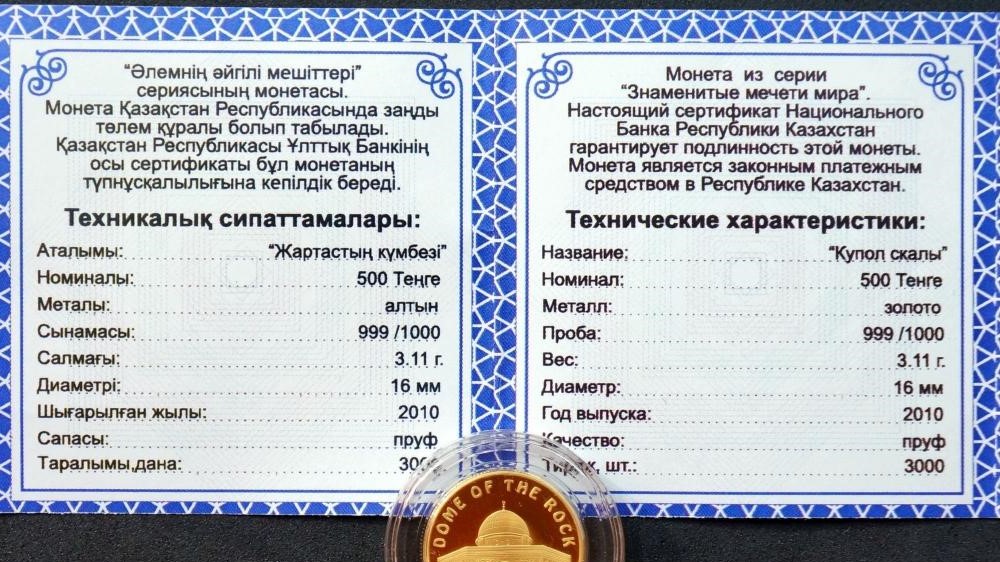 “Әлемнің әйгілі мешіттері”
сериясының монетасы.
Монета Қазақстан Республикасында заңды
төлем құралы болып табылады.
Қазақстан Республикасы Ұлттық Банкінің
осы сертификаты бұл монетаның
түпнұсқалылығына кепілдік береді.
Техникалық сипаттамалары:
Аталымы: “Жартастың күмбезі”
Номиналы: 500 Теңге
Металы: алтын
Сынамасы: 999 /1000
Салмағы: 3.11 г.
Диаметрі: 16 мм
Шығарылған жылы: 2010
Сапасы: пруф
Таралымы,дана: 3000
Монета из серии
“Знаменитые мечети мира”.
Настоящий сертификат Национального
Банка Республики Казахстан
гарантирует подлинность этой монеты.
Монета является законным платежным
средством в Республике Казахстан.
Технические характеристики:
Название: “Купол скалы”
Номинал: 500 Тенге
Металл: золото
Проба: 999 /1000
Вес: 3.11 г.
Диаметр: 16 мм
Год выпуска: 2010
Качество: пруф
Тираж, шт.: 3000
DOME OF THE ROCK